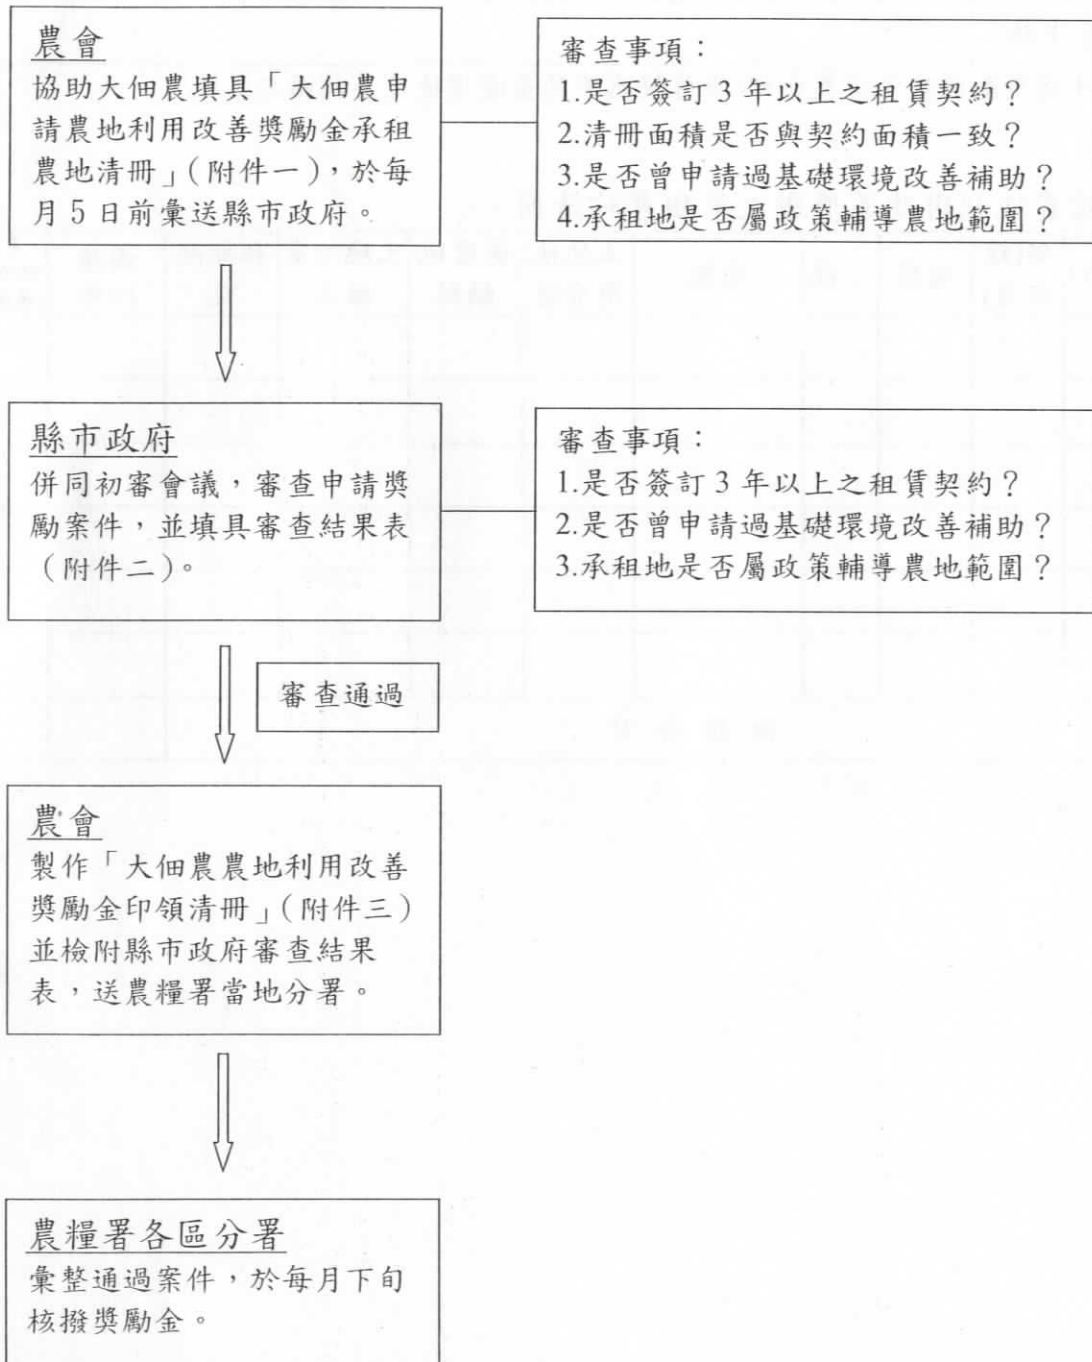 農會
協助大佃農填具「大佃農申
請農地利用改善獎勵金承租
農地清冊」（附件一），於每
月5日前彙送縣市政府。
審查事項：
1.是否簽訂3年以上之租賃契約？
2.清冊面積是否與契約面積一致？
3.是否曾申請過基礎環境改善補助？
4.承租地是否屬政策輔導農地範圍？
縣市政府
併同初審會議，審查申請獎
勵案件，並填具審查結果表
（附件二）。
審查事項：
1.是否簽訂3年以上之租賃契約？
2.是否曾申請過基礎環境改善補助？
3.承租地是否屬政策輔導農地範圍？
審查通過
農會
製作「大佃農農地利用改善
獎勵金印領清冊」（附件三）
並檢附縣市政府審查結果
表，送農糧署當地分署。
農糧署各區分署
彙整通過案件，於每月下旬
核撥獎勵金。